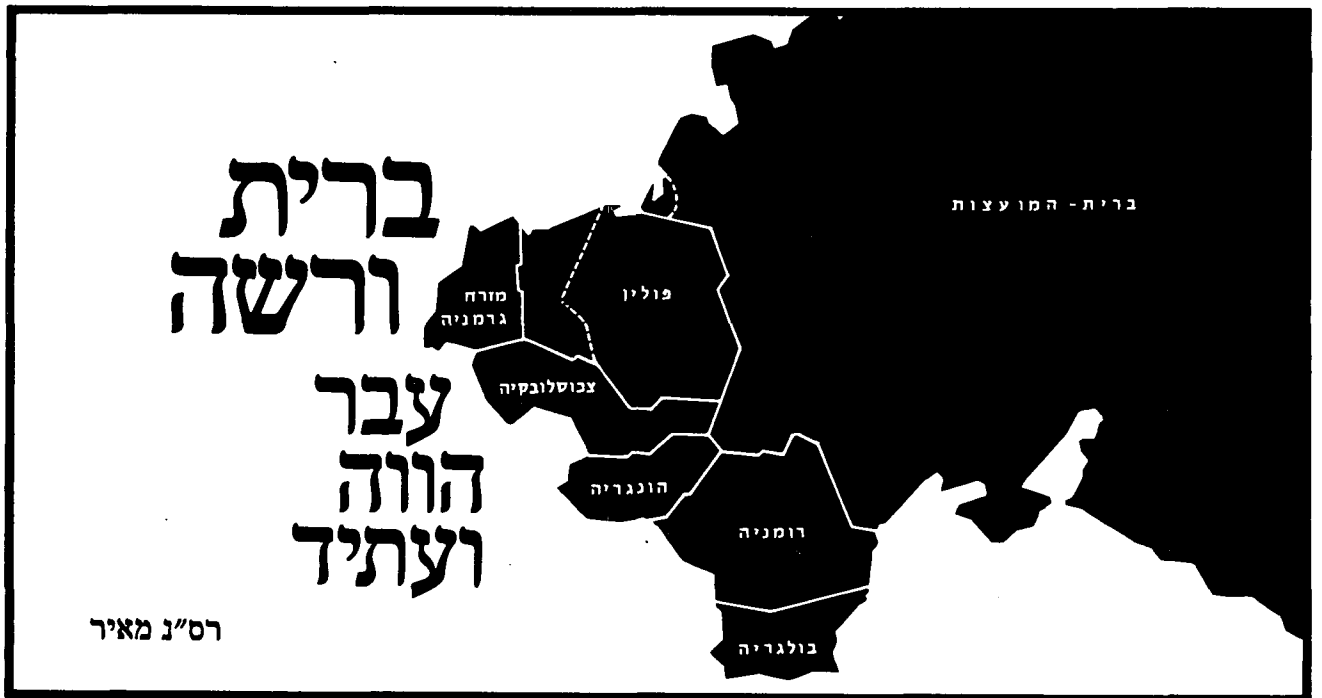 ברית
ורשה
עבר
הווה
ועתיד
רס״נ מאיר
ברית-המועצות
פולין
מזרח
גרמניה
צכוסלובקיה
הונגריה
רומניה
בולגריה